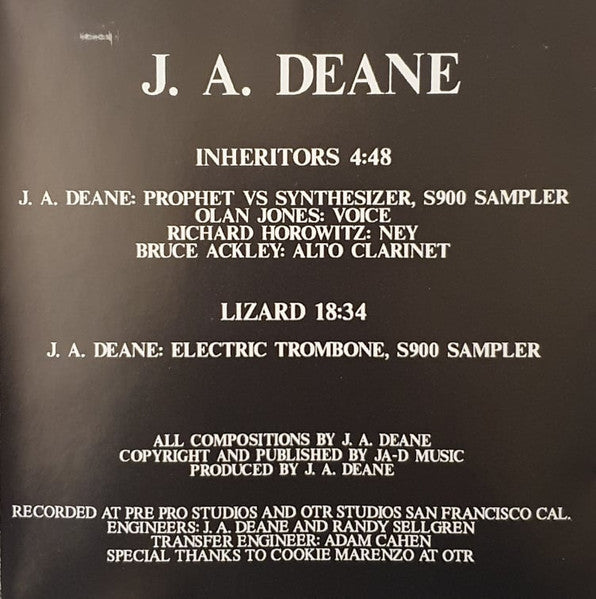 J. A. DEANE
INHERITORS 4:48
J. A. DEANE: PROPHET VS SYNTHESIZER, S900 SAMPLER
OLAN JONES: VOICE
RICHARD HOROWITZ: NEY
BRUCE ACKLEY: ALTO CLARINET
LIZARD 18:34
J. A. DEANE: ELECTRIC TROMBONE, S900 SAMPLER
ALL COMPOSITIONS BY J. A. DEANE
COPYRIGHT AND PUBLISHED BY JA-D MUSIC
PRODUCED BY J. A. DEANE
RECORDED AT PRE PRO STUDIOS AND OTR STUDIOS SAN FRANCISCO CAL.
ENGINEERS: J. A. DEANE AND RANDY SELLGREN
TRANSFER ENGINEER: ADAM CAHEN
SPECIAL THANKS TO COOKIE MARENZO AT OTR